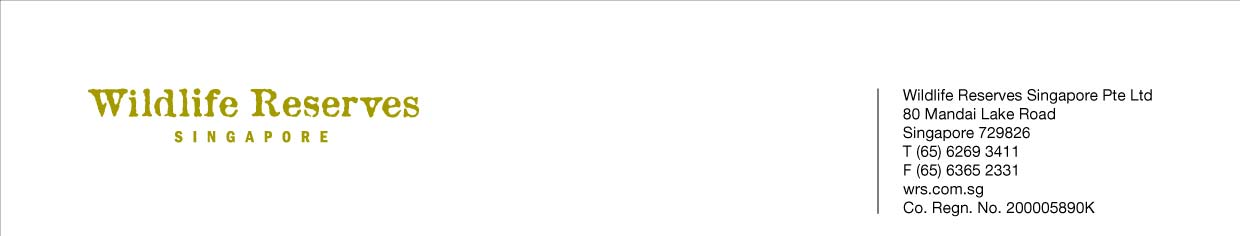 Wildlife Reserves
SINGAPORE
Wildlife Reserves Singapore Pte Ltd
80 Mandai Lake Road
Singapore 729826
T (65) 6269 3411
F (65) 6365 2331
wrs.com.sg
Co. Regn. No. 200005890K